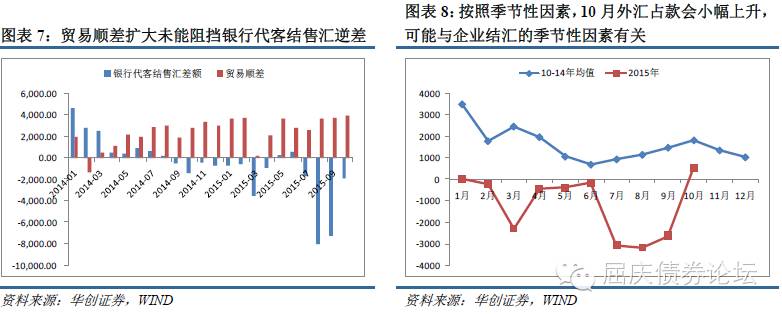 图表 7：贸易顺差扩大未能阻挡银行代客结售汇逆差
银行代客结售汇差额
贸易顺差
6,000.00
4,000.00
2,000.00
0.00
-2,000.00
-4,000.00
-6,000.00
-8,000.00
-10,000.00
2014-01
2014-03
2014-05
2014-07
2014-09
2014-11
2015-01
2015-03
2015-05
2015-07
2015-09
资料来源：华创证券，WIND
图表 8：按照季节性因素，10 月外汇占款会小幅上升，
可能与企业结汇的季节性因素有关
10-14年均值
2015年
4000
3000
2000
1000
0
-1000
-2000
-3000
-4000
1月 2月 3月 4月 5月 6月 7月 8月 9月 10月 11月 12月
屈庆债券论坛
资料来源：华创证券，WIND